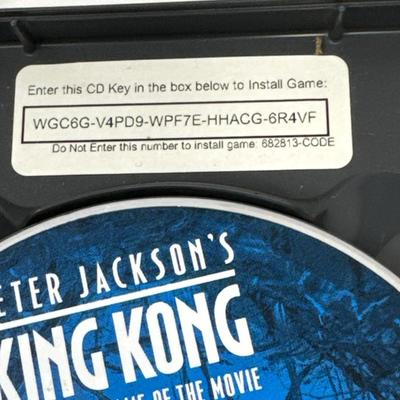 Enter this CD Key in the box below to Install Game:
WGC6G-V4PD9-WPF7E-HHACG-6R4VF
Do Not Enter this number to install game: 682813-CODE
PETER JACKSON'S
KING KONG
OF THE MOVIE